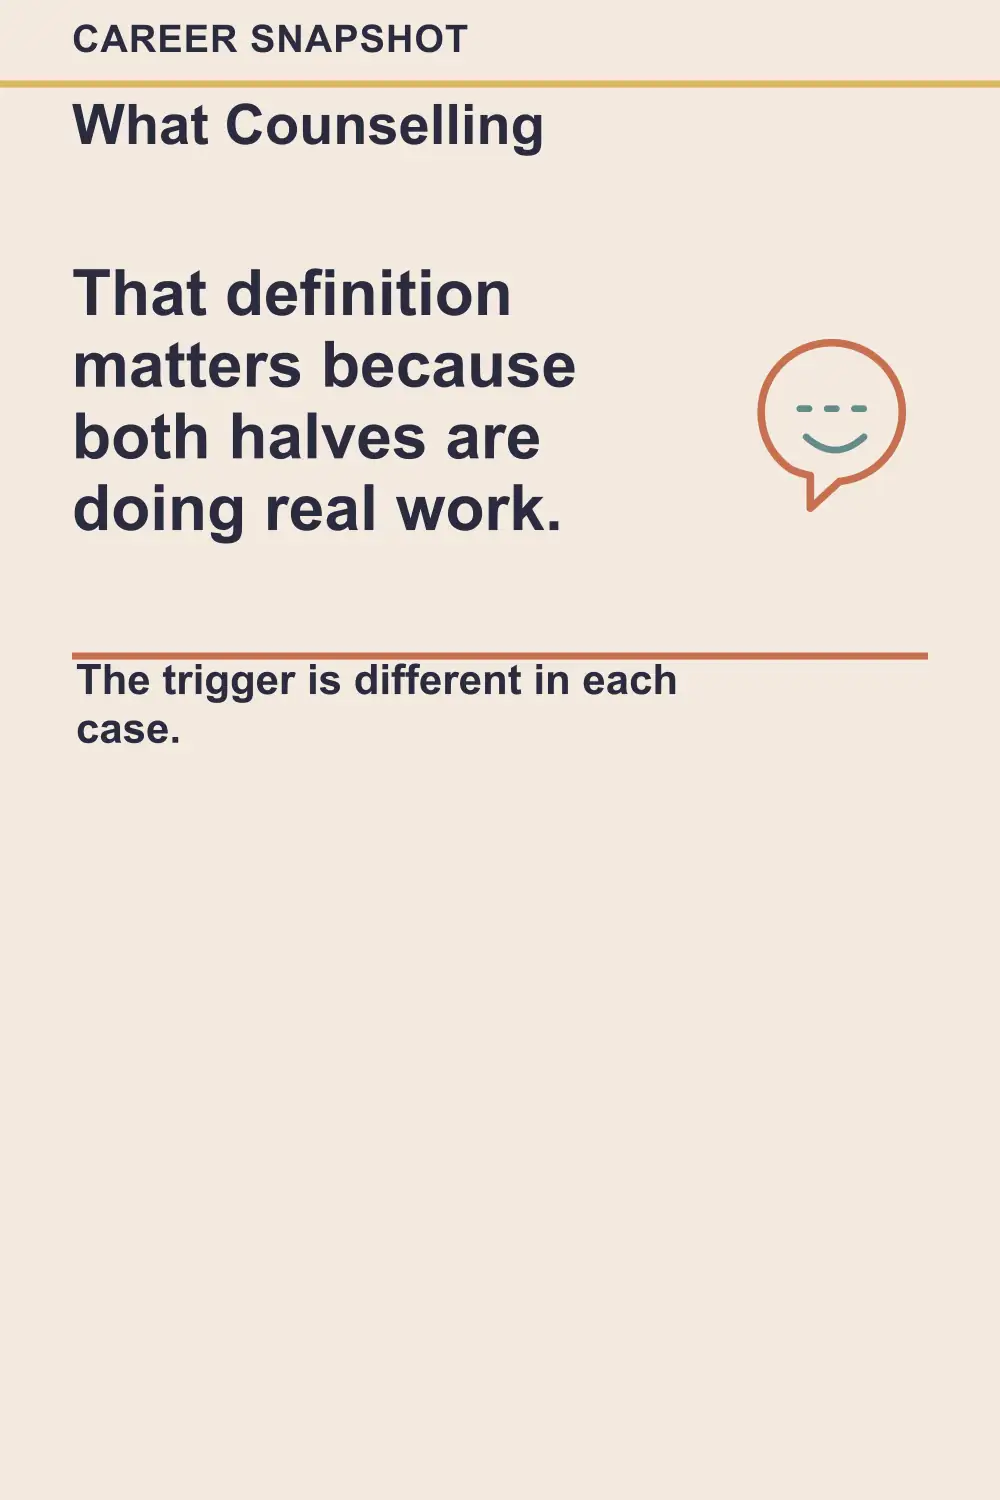 CAREER SNAPSHOT
What Counselling
That definition
matters because
both halves are
doing real work.
The trigger is different in each
case.